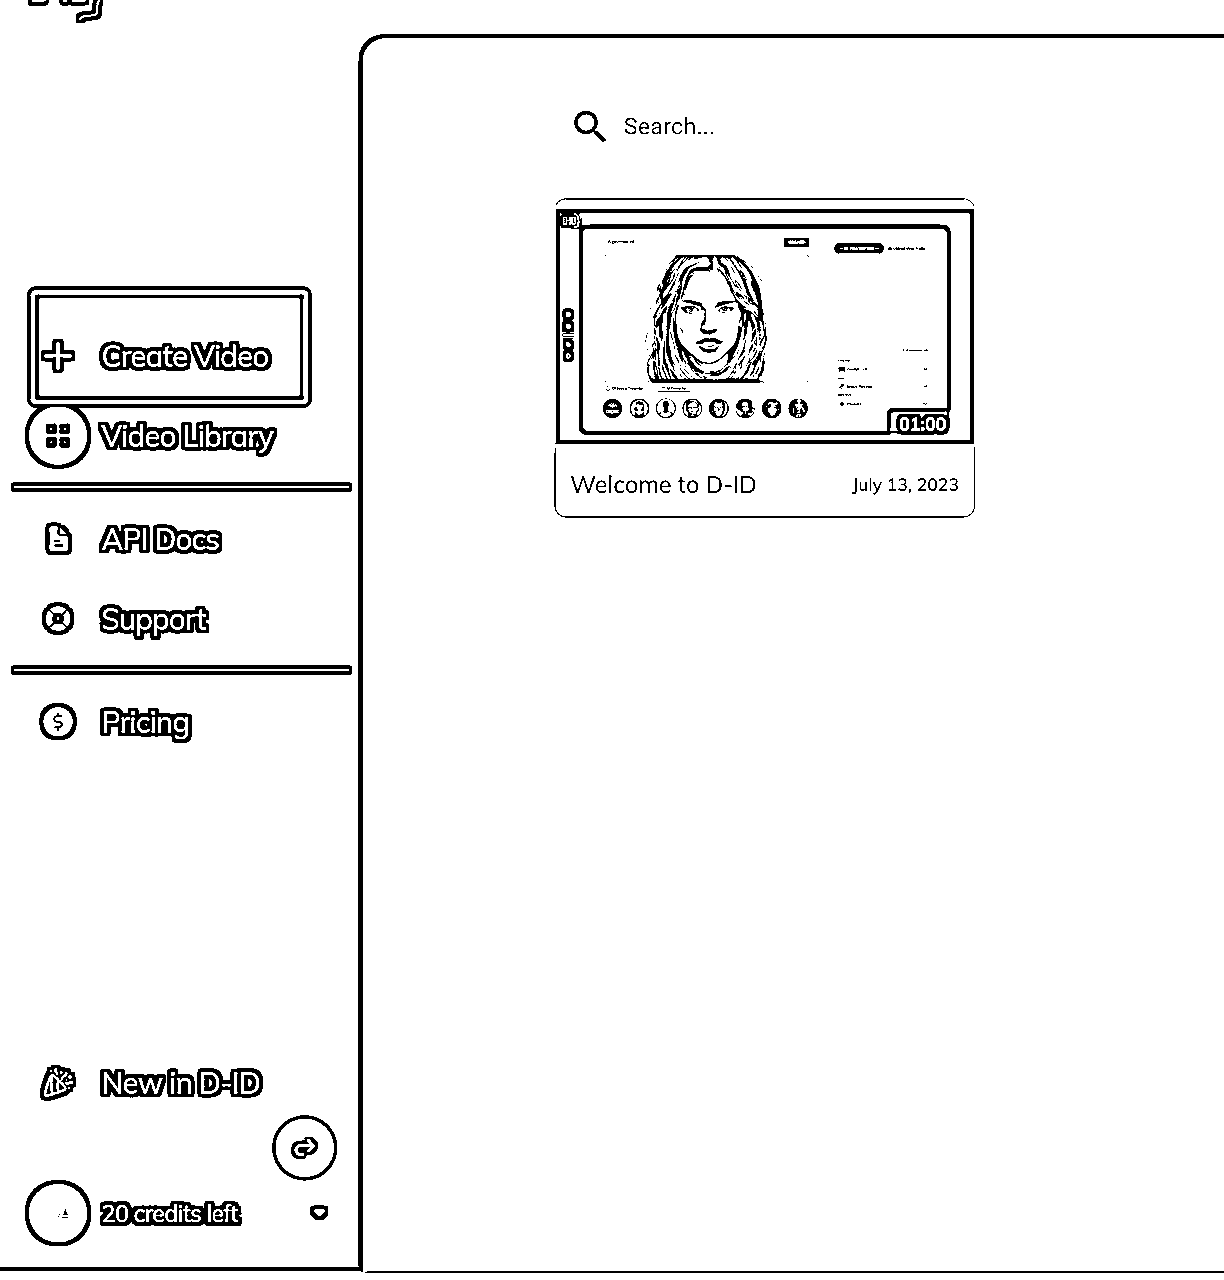 Search...
Create Video
Video Library
01:00
Welcome to D-ID
July 13, 2023
API Docs
Support
Pricing
New in D-ID
20 credits left